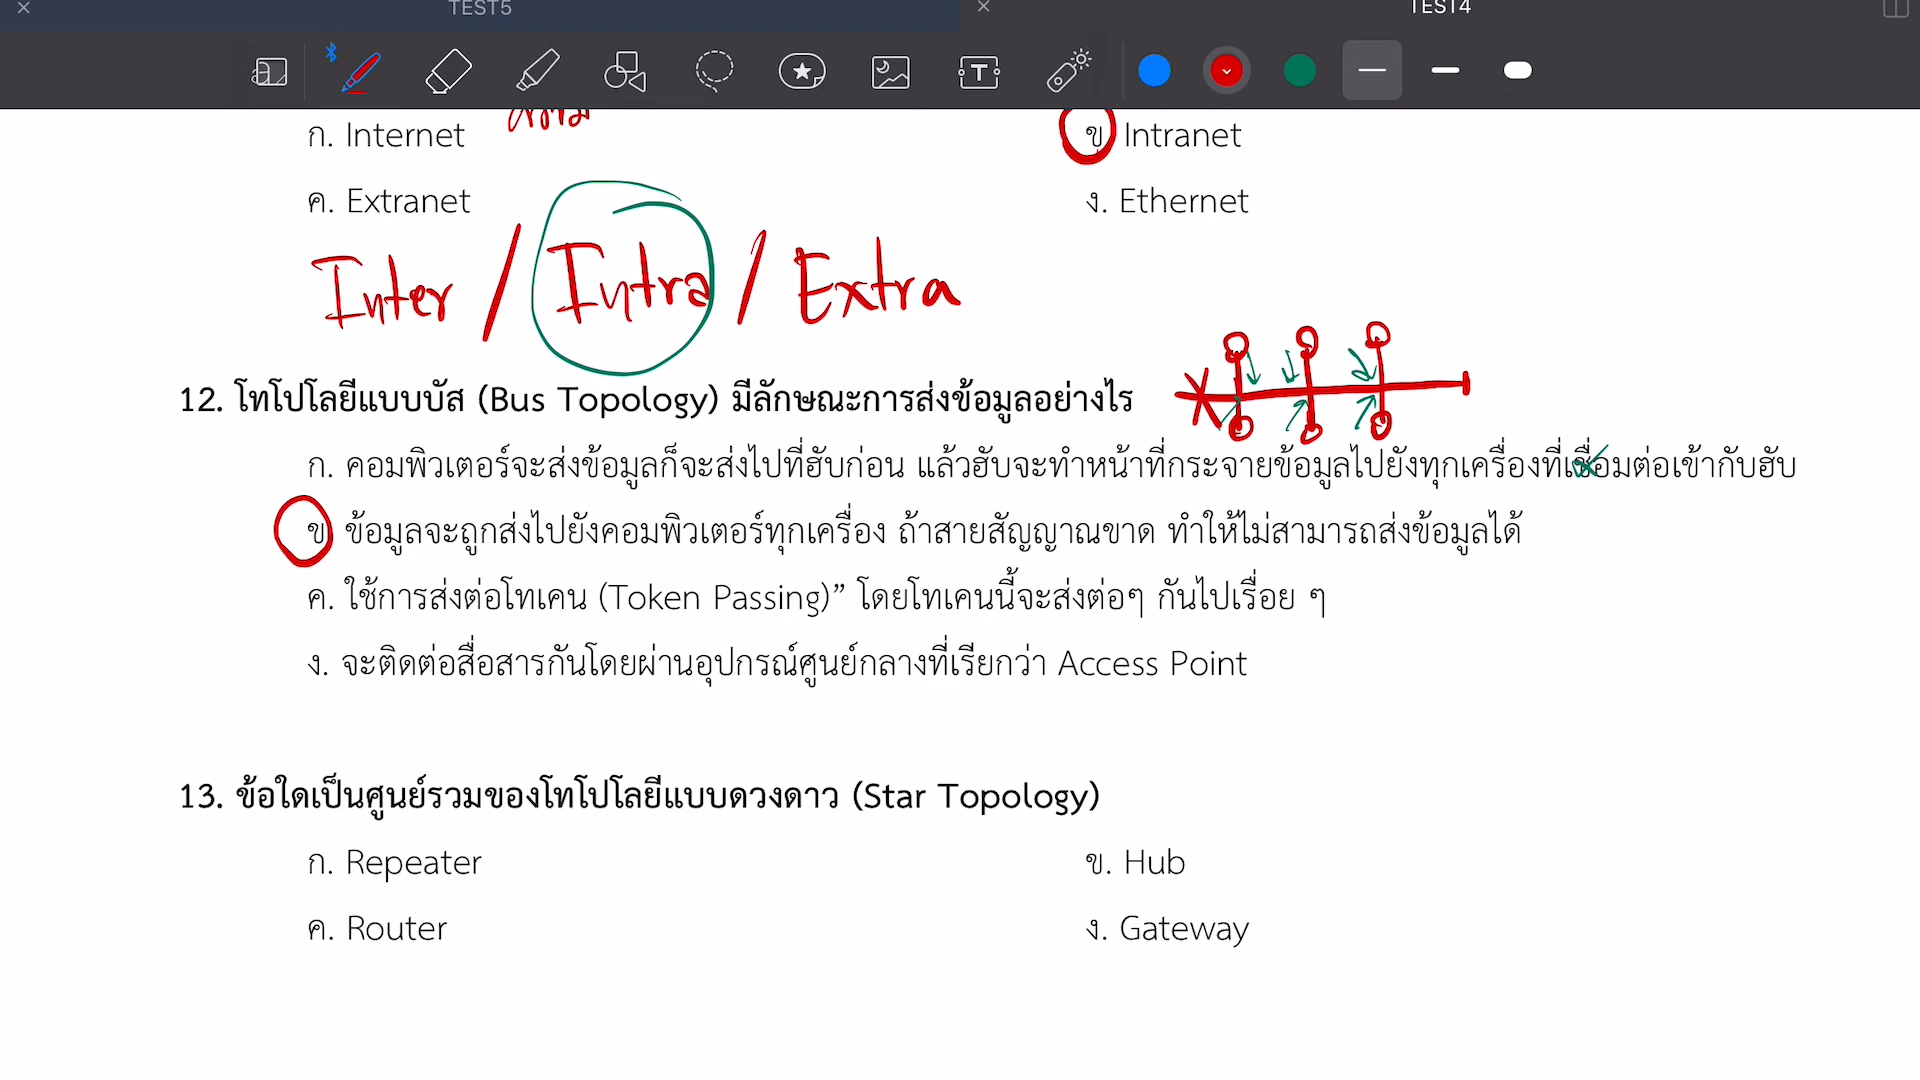 TEST5
TEST4
ก. Internet
ข Intranet
ค. Extranet
ง. Ethernet
Inter / Intra / Extra
12. โทโปโลยีแบบบัส (Bus Topology) มีลักษณะการส่งข้อมูลอย่างไร
ก. คอมพิวเตอร์จะส่งข้อมูลก็จะส่งไปที่ฮับก่อน แล้วฮับจะทำหน้าที่กระจายข้อมูลไปยังทุกเครื่องที่เชื่อมต่อเข้ากับฮับ
ข ข้อมูลจะถูกส่งไปยังคอมพิวเตอร์ทุกเครื่อง ถ้าสายสัญญาณขาด ทำให้ไม่สามารถส่งข้อมูลได้
ค. ใช้การส่งต่อโทเคน (Token Passing)” โดยโทเคนนี้จะส่งต่อๆ กันไปเรื่อย ๆ
ง. จะติดต่อสื่อสารกันโดยผ่านอุปกรณ์ศูนย์กลางที่เรียกว่า Access Point
13. ข้อใดเป็นศูนย์รวมของโทโปโลยีแบบดวงดาว (Star Topology)
ก. Repeater
ข. Hub
ค. Router
ง. Gateway